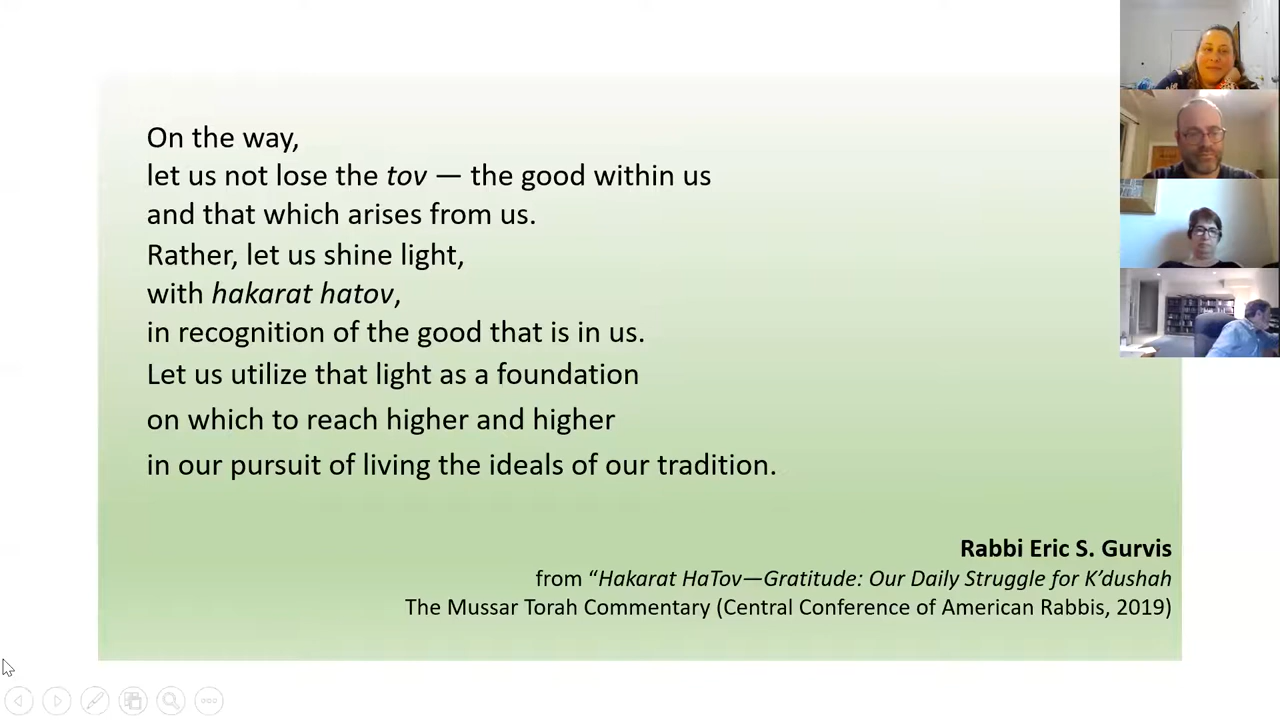 On the way,
let us not lose the tov — the good within us
and that which arises from us.
Rather, let us shine light,
with hakarat hatov,
in recognition of the good that is in us.
Let us utilize that light as a foundation
on which to reach higher and higher
in our pursuit of living the ideals of our tradition.
Rabbi Eric S. Gurvis
from “Hakarat HaTov—Gratitude: Our Daily Struggle for K’dushah
The Mussar Torah Commentary (Central Conference of American Rabbis, 2019)